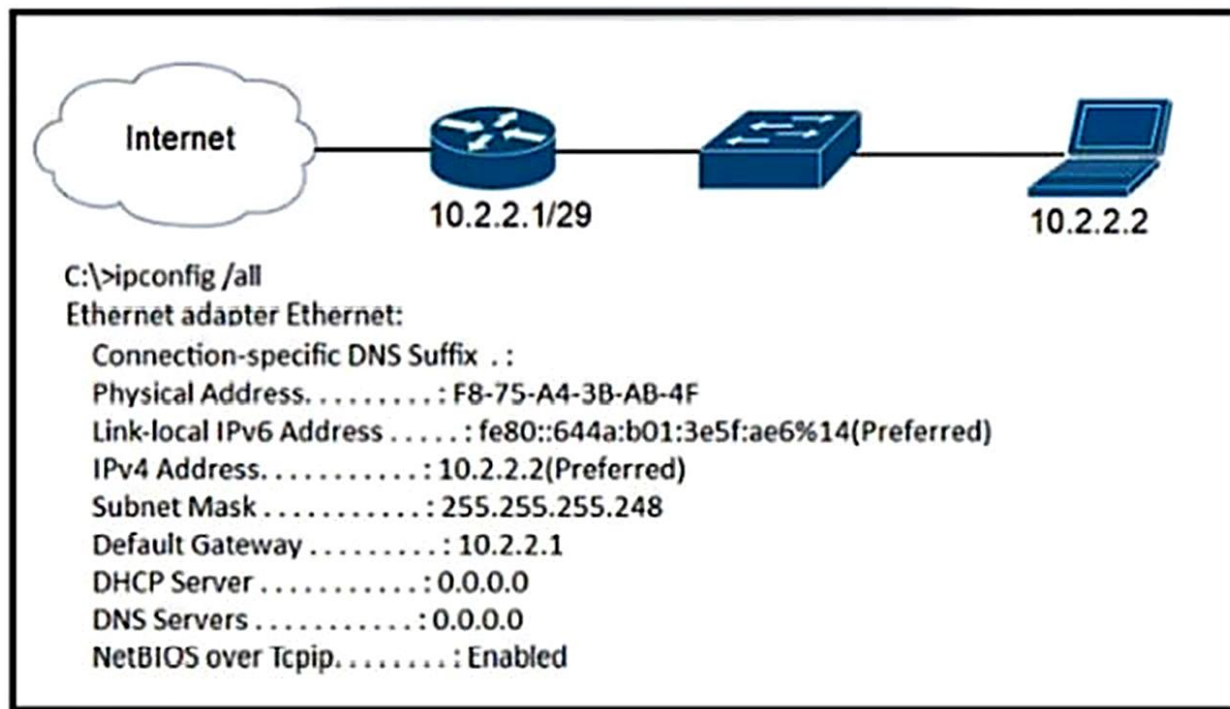 Internet
10.2.2.1/29
10.2.2.2
C:\>ipconfig /all
Ethernet adapter Ethernet:
Connection-specific DNS Suffix . :
Physical Address. . . . . . . . . : F8-75-A4-3B-AB-4F
Link-local IPv6 Address . . . . . : fe80::644a:b01:3e5f:ae6%14(Preferred)
IPv4 Address. . . . . . . . . . . : 10.2.2.2(Preferred)
Subnet Mask . . . . . . . . . . . : 255.255.255.248
Default Gateway . . . . . . . . . : 10.2.2.1
DHCP Server . . . . . . . . . . . : 0.0.0.0
DNS Servers . . . . . . . . . . . : 0.0.0.0
NetBIOS over Tcpip. . . . . . . . : Enabled